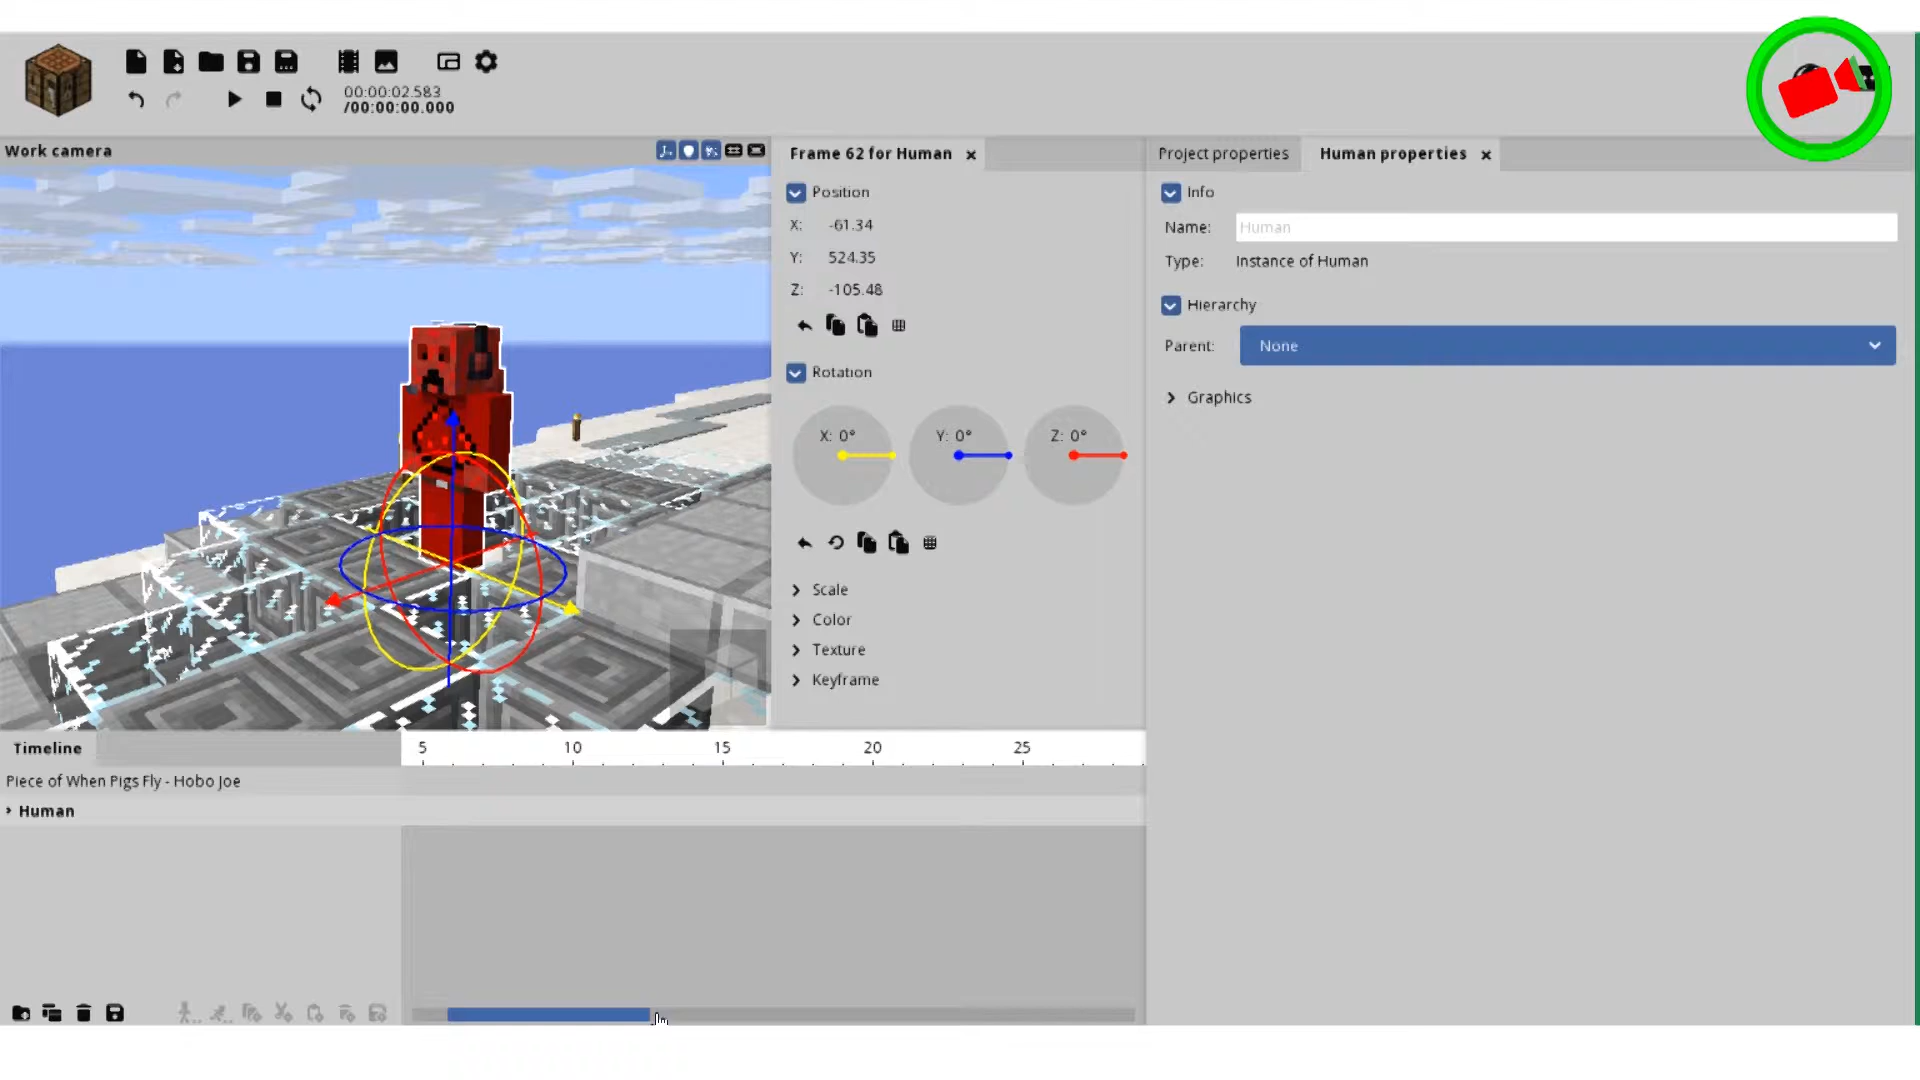 00:00:02.583
/00:00:00.000
Work camera
Frame 62 for Human
Position
X: -61.34
Y: 524.35
Z: -105.48
Rotation
X: 0° Y: 0° Z: 0°
Scale
Color
Texture
Keyframe
Project properties Human properties
Info
Name: Human
Type: Instance of Human
Hierarchy
Parent: None
Graphics
Timeline 5 10 15 20 25
Piece of When Pigs Fly - Hobo Joe
Human